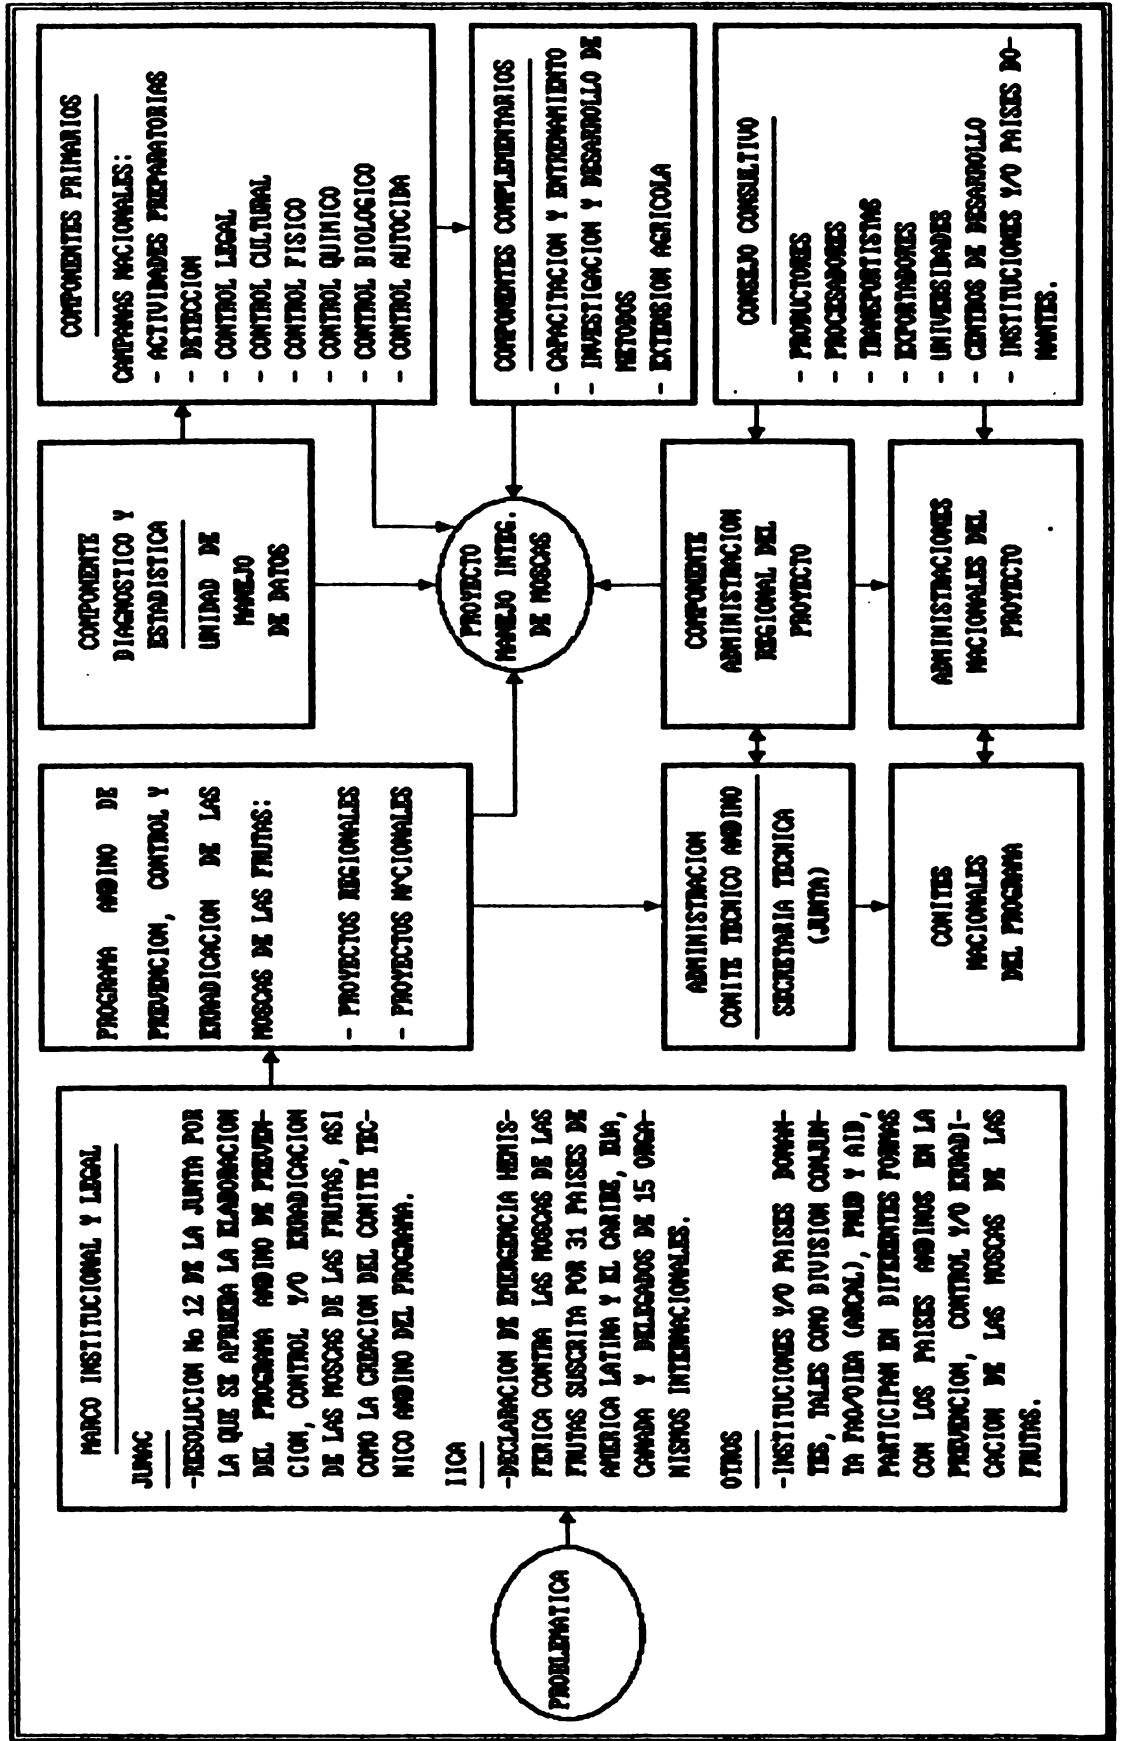 PROBLEMATICA
MARCO INSTITUCIONAL Y LEGAL
JUNAC
-RESOLUCION No 12 DE LA JUNTA POR
LA QUE SE APRUEBA LA ELABORACION
DEL PROGRAMA ANDINO DE PREVEN-
CION, CONTROL Y/O ERRADICACION
DE LAS MOSCAS DE LAS FRUTAS, ASI
COMO LA CREACION DEL COMITE TEC-
NICO ANDINO DEL PROGRAMA.
IICA
-DECLARACION DE EMERGENCIA HEMIS-
FERICA CONTRA LAS MOSCAS DE LAS
FRUTAS SUSCRITA POR 31 PAISES DE
AMERICA LATINA Y EL CARIBE, EUA,
CANADA Y DELEGADOS DE 15 ORGA-
NISMOS INTERNACIONALES.
OTROS
-INSTITUCIONES Y/O PAISES DONAN-
TES, TALES COMO DIVISION CONJUN-
TA FAO/OIEA (ARCAL), PNUD Y AID,
PARTICIPAN EN DIFERENTES FORMAS
CON LOS PAISES ANDINOS EN LA
PREVENCION, CONTROL Y/O ERRADI-
CACION DE LAS MOSCAS DE LAS
FRUTAS.
PROGRAMA ANDINO DE
PREVENCION, CONTROL Y
ERRADICACION DE LAS
MOSCAS DE LAS FRUTAS:
- PROYECTOS REGIONALES
- PROYECTOS NACIONALES
ADMINISTRACION
COMITE TECNICO ANDINO
SECRETARIA TECNICA
(JUNTA)
COMITES
NACIONALES
DEL PROGRAMA
COMPONENTE
DIAGNOSTICO Y
ESTADISTICA
UNIDAD DE
MANEJO
DE DATOS
PROYECTO
MANEJO INTEG.
DE MOSCAS
COMPONENTE
ADMINISTRACION
REGIONAL DEL
PROYECTO
ADMINISTRACIONES
NACIONALES DEL
PROYECTO
COMPONENTES PRIMARIOS
CAMPANAS NACIONALES:
- ACTIVIDADES PREPARATORIAS
- DETECCION
- CONTROL LEGAL
- CONTROL CULTURAL
- CONTROL FISICO
- CONTROL QUIMICO
- CONTROL BIOLOGICO
- CONTROL AUTOCIDA
COMPONENTES COMPLEMENTARIOS
- CAPACITACION Y ENTRENAMIENTO
- INVESTIGACION Y DESARROLLO DE
METODOS
- EXTENSION AGRICOLA
CONSEJO CONSULTIVO
- PRODUCTORES
- PROCESADORES
- TRANSPORTISTAS
- EXPORTADORES
- UNIVERSIDADES
- CENTROS DE DESARROLLO
- INSTITUCIONES Y/O PAISES DO-
NANTES.